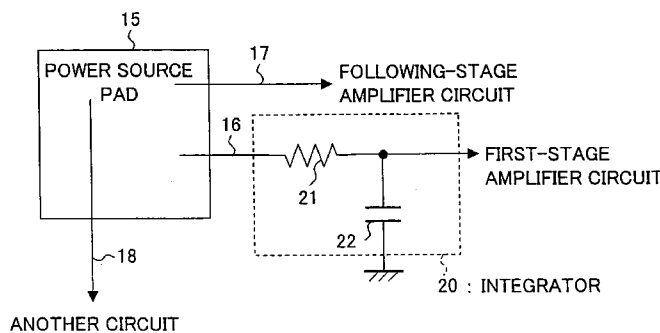 15
POWER SOURCE
PAD
17
FOLLOWING-STAGE
AMPLIFIER CIRCUIT
16
21
FIRST-STAGE
AMPLIFIER CIRCUIT
22
18
20 : INTEGRATOR
ANOTHER CIRCUIT